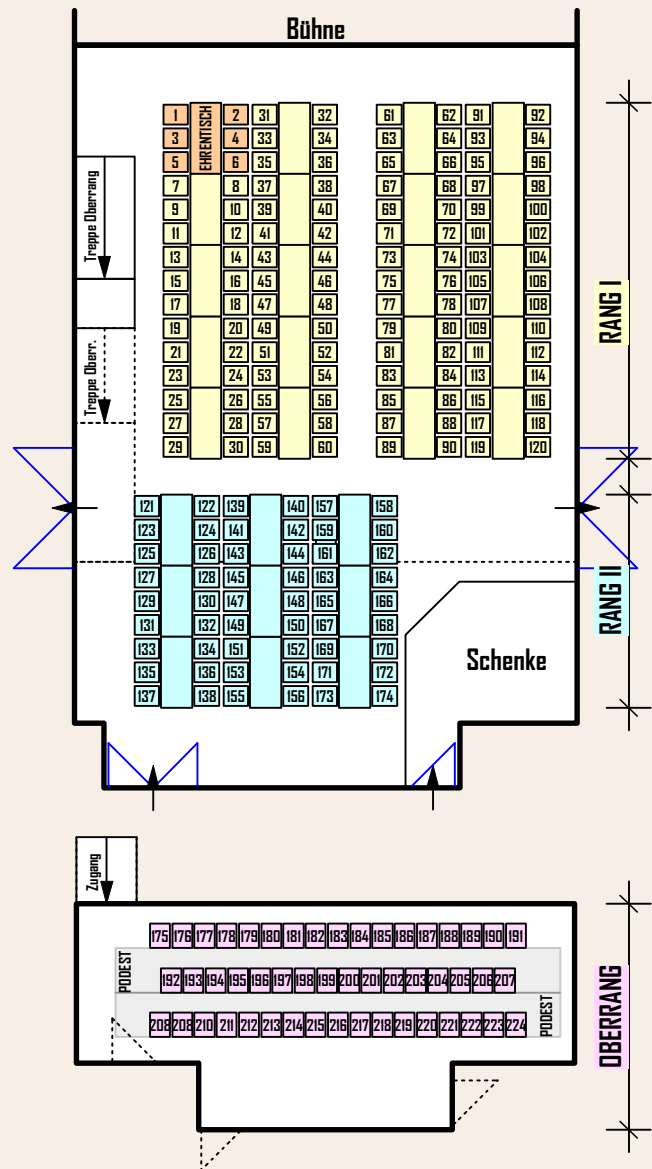 Bühne
1 2 31 32 61 62 91 92
3 4 33 34 63 64 93 94
5 6 35 36 65 66 95 96
EHRENTISCH
7 8 37 38 67 68 97 98
9 10 39 40 69 70 99 100
11 12 41 42 71 72 101 102
13 14 43 44 73 74 103 104
15 16 45 46 75 76 105 106
17 18 47 48 77 78 107 108
19 20 49 50 79 80 109 110
21 22 51 52 81 82 111 112
23 24 53 54 83 84 113 114
25 26 55 56 85 86 115 116
27 28 57 58 87 88 117 118
29 30 59 60 89 90 119 120
Treppe Oberrang
Treppe Oberr.
RANG I
121 122 139 140 157 158
123 124 141 142 159 160
125 126 143 144 161 162
127 128 145 146 163 164
129 130 147 148 165 166
131 132 149 150 167 168
133 134 151 152 169 170
135 136 153 154 171 172
137 138 155 156 173 174
Schenke
RANG II
Zugang
175 176 177 178 179 180 181 182 183 184 185 186 187 188 189 190 191
PODEST
192 193 194 195 196 197 198 199 200 201 202 203 204 205 206 207
208 208 210 211 212 213 214 215 216 217 218 219 220 221 222 223 224
PODEST
OBERRANG